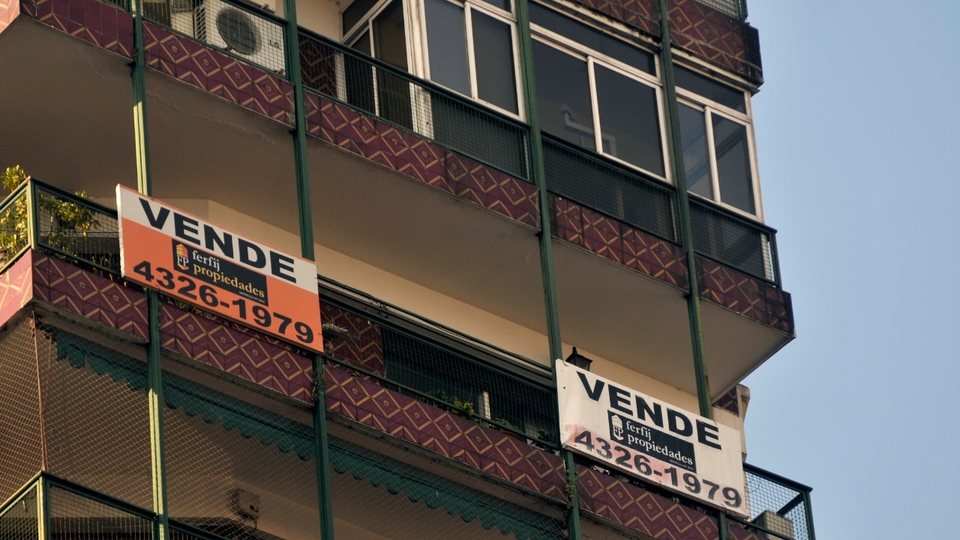 VENDE
ferfij
propiedades
4326-1979
VENDE
ferfij
propiedades
4326-1979